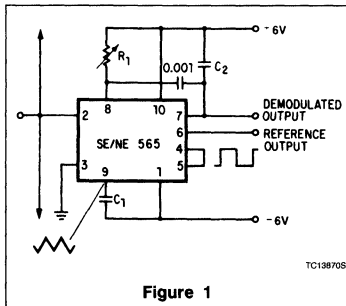 -6V
R1
0.001
C2
8
10
2
7
DEMODULATED
OUTPUT
SE/NE 565
6
REFERENCE
OUTPUT
3
4
5
9
1
C1
-6V
TC13870S
Figure 1